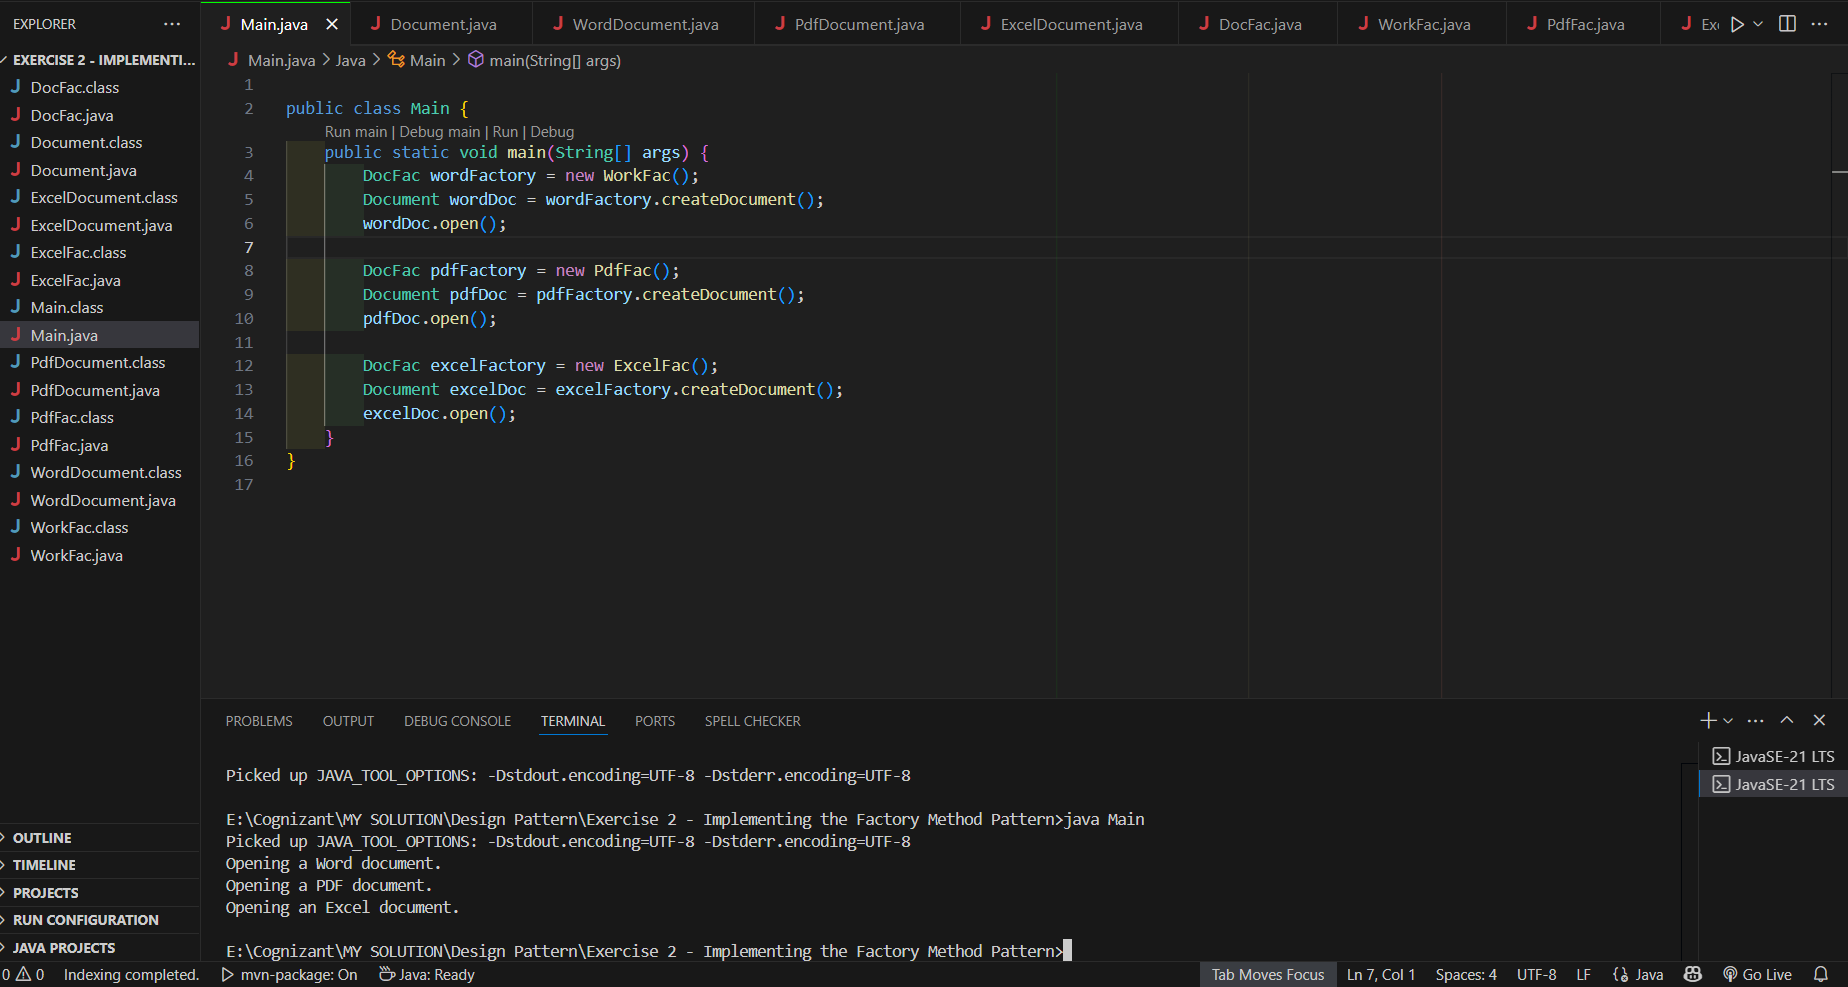 EXPLORER ···
EXERCISE 2 - IMPLEMENTI...
J DocFac.class
J DocFac.java
J Document.class
J Document.java
J ExcelDocument.class
J ExcelDocument.java
J ExcelFac.class
J ExcelFac.java
J Main.class
J Main.java
J PdfDocument.class
J PdfDocument.java
J PdfFac.class
J PdfFac.java
J WordDocument.class
J WordDocument.java
J WorkFac.class
J WorkFac.java
OUTLINE
TIMELINE
PROJECTS
RUN CONFIGURATION
JAVA PROJECTS
J Main.java J Document.java J WordDocument.java J PdfDocument.java J ExcelDocument.java J DocFac.java J WorkFac.java J PdfFac.java J Exc ···
J Main.java > Java > Main > main(String[] args)
1
2 public class Main {
Run main | Debug main | Run | Debug
3 public static void main(String[] args) {
4 DocFac wordFactory = new WorkFac();
5 Document wordDoc = wordFactory.createDocument();
6 wordDoc.open();
7
8 DocFac pdfFactory = new PdfFac();
9 Document pdfDoc = pdfFactory.createDocument();
10 pdfDoc.open();
11
12 DocFac excelFactory = new ExcelFac();
13 Document excelDoc = excelFactory.createDocument();
14 excelDoc.open();
15 }
16 }
17
PROBLEMS OUTPUT DEBUG CONSOLE TERMINAL PORTS SPELL CHECKER ···
Picked up JAVA_TOOL_OPTIONS: -Dstdout.encoding=UTF-8 -Dstderr.encoding=UTF-8
E:\Cognizant\MY SOLUTION\Design Pattern\Exercise 2 - Implementing the Factory Method Pattern>java Main
Picked up JAVA_TOOL_OPTIONS: -Dstdout.encoding=UTF-8 -Dstderr.encoding=UTF-8
Opening a Word document.
Opening a PDF document.
Opening an Excel document.
E:\Cognizant\MY SOLUTION\Design Pattern\Exercise 2 - Implementing the Factory Method Pattern>
JavaSE-21 LTS
JavaSE-21 LTS
0 0 Indexing completed. mvn-package: On Java: Ready Tab Moves Focus Ln 7, Col 1 Spaces: 4 UTF-8 LF Java Go Live